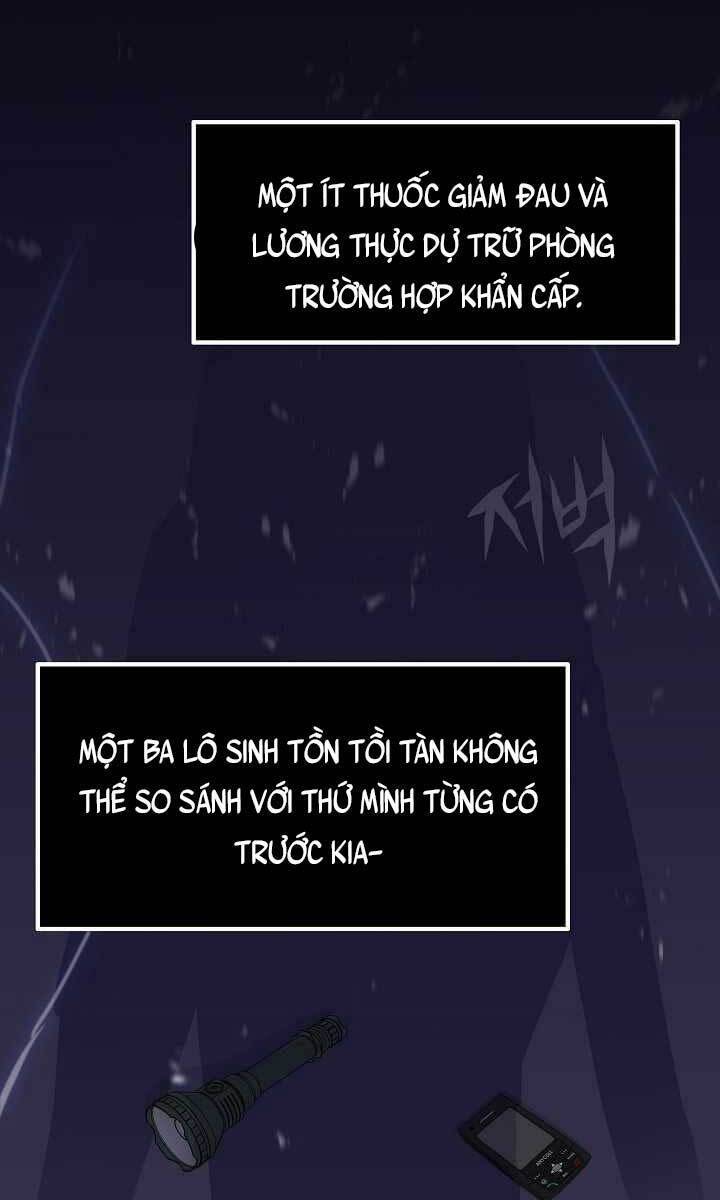 MỘT ÍT THUỐC GIẢM ĐAU VÀ
LƯƠNG THỰC DỰ TRỮ PHÒNG
TRƯỜNG HỢP KHẨN CẤP.
저벅
MỘT BA LÔ SINH TỒN TỒI TÀN KHÔNG
THỂ SO SÁNH VỚI THỨ MÌNH TỪNG CÓ
TRƯỚC KIA-
ANYCALL